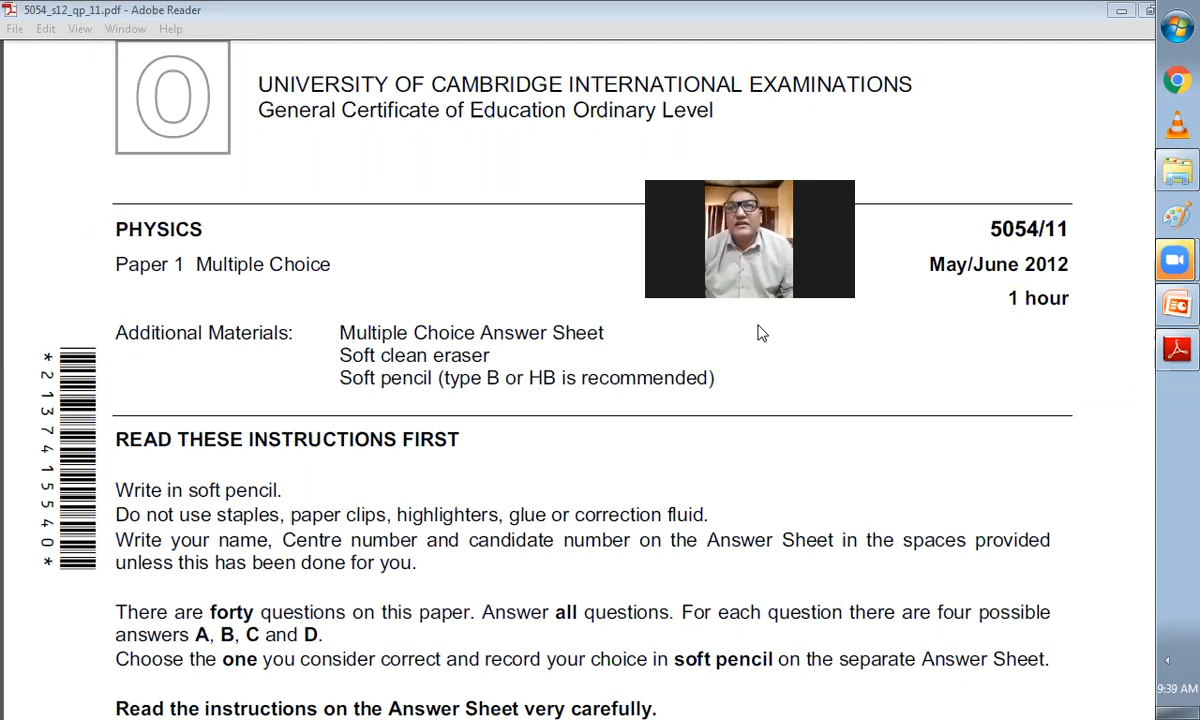 5054_s12_qp_11.pdf - Adobe Reader
File Edit View Window Help
O
UNIVERSITY OF CAMBRIDGE INTERNATIONAL EXAMINATIONS
General Certificate of Education Ordinary Level
PHYSICS
5054/11
Paper 1 Multiple Choice
May/June 2012
1 hour
Additional Materials:
Multiple Choice Answer Sheet
Soft clean eraser
Soft pencil (type B or HB is recommended)
*2137415540*
READ THESE INSTRUCTIONS FIRST
Write in soft pencil.
Do not use staples, paper clips, highlighters, glue or correction fluid.
Write your name, Centre number and candidate number on the Answer Sheet in the spaces provided
unless this has been done for you.
There are forty questions on this paper. Answer all questions. For each question there are four possible
answers A, B, C and D.
Choose the one you consider correct and record your choice in soft pencil on the separate Answer Sheet.
Read the instructions on the Answer Sheet very carefully.
9:39 AM